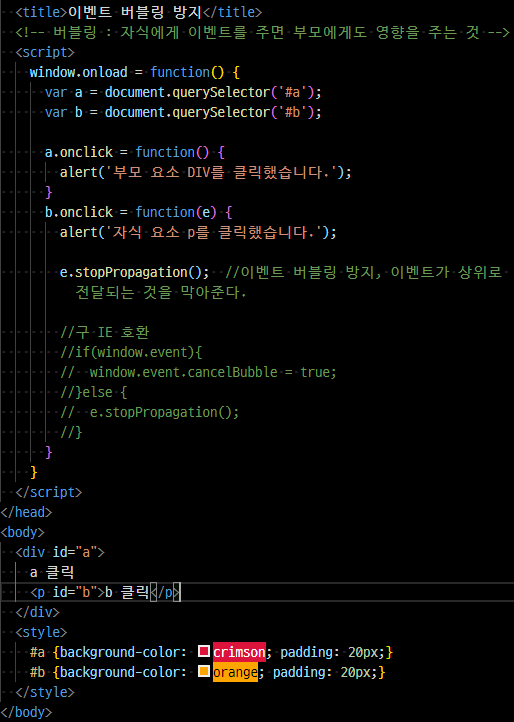 <title>이벤트 버블링 방지</title>
<!-- 버블링 : 자식에게 이벤트를 주면 부모에게도 영향을 주는 것 -->
<script>
window.onload = function() {
var a = document.querySelector('#a');
var b = document.querySelector('#b');
a.onclick = function() {
alert('부모 요소 DIV를 클릭했습니다.');
}
b.onclick = function(e) {
alert('자식 요소 p를 클릭했습니다.');
e.stopPropagation(); //이벤트 버블링 방지, 이벤트가 상위로
전달되는 것을 막아준다.
//구 IE 호환
//if(window.event){
// window.event.cancelBubble = true;
//}else {
// e.stopPropagation();
//}
}
}
</script>
</head>
<body>
<div id="a">
a 클릭
<p id="b">b 클릭</p>
</div>
<style>
#a {background-color: crimson; padding: 20px;}
#b {background-color: orange; padding: 20px;}
</style>
</body>